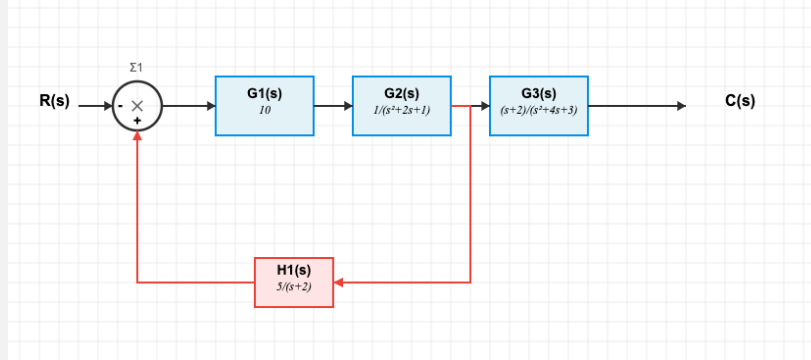 Σ1
R(s)
-
×
+
G1(s)
10
G2(s)
1/(s²+2s+1)
G3(s)
(s+2)/(s²+4s+3)
C(s)
H1(s)
5/(s+2)